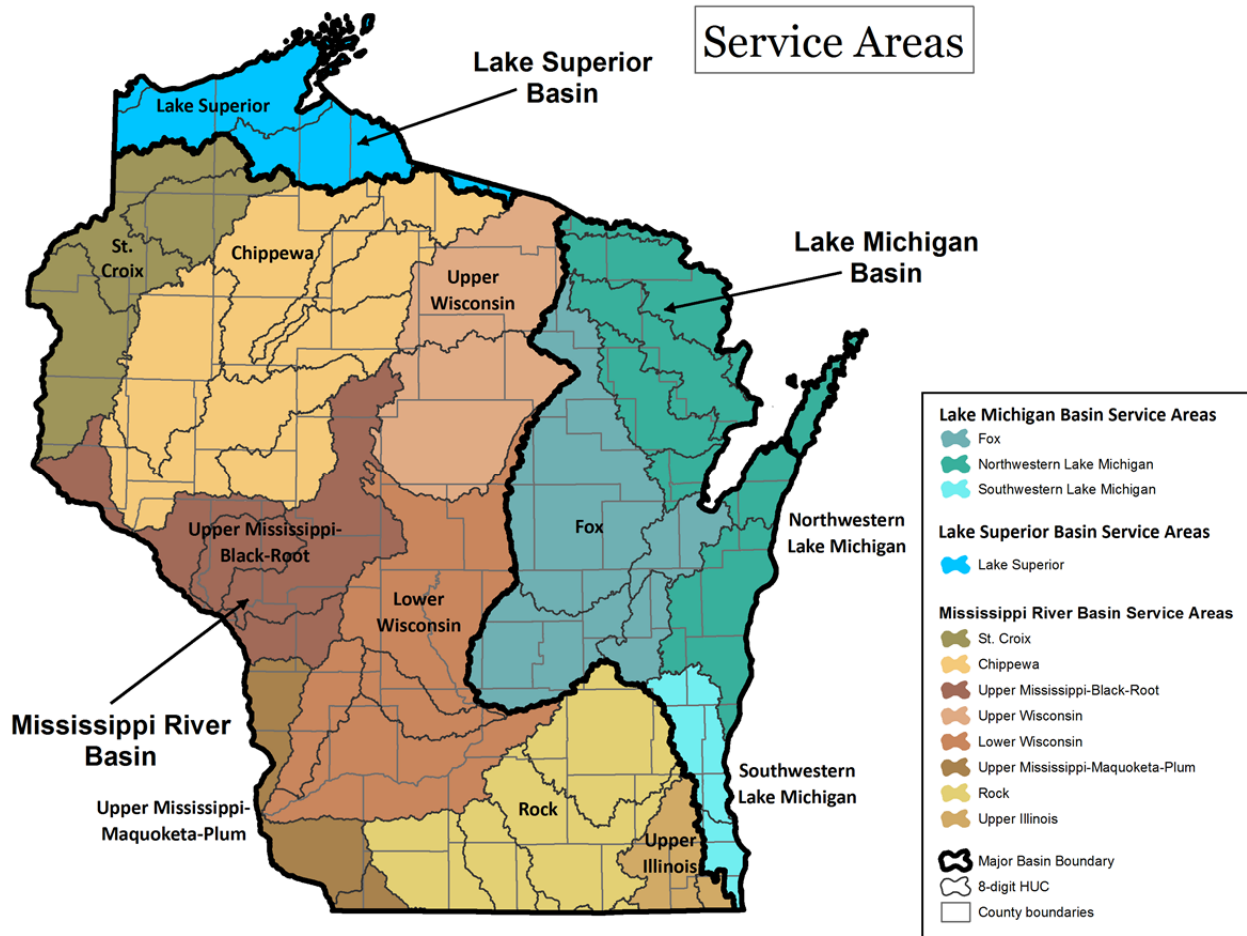 Service Areas
Lake Superior
Basin
Lake Superior
St.
Croix
Chippewa
Upper
Wisconsin
Lake Michigan
Basin
Upper Mississippi-
Black-Root
Fox
Northwestern
Lake Michigan
Lower
Wisconsin
Mississippi River
Basin
Upper Mississippi-
Maquoketa-Plum
Southwestern
Lake Michigan
Rock
Upper
Illinois
Lake Michigan Basin Service Areas
Fox
Northwestern Lake Michigan
Southwestern Lake Michigan
Lake Superior Basin Service Areas
Lake Superior
Mississippi River Basin Service Areas
St. Croix
Chippewa
Upper Mississippi-Black-Root
Upper Wisconsin
Lower Wisconsin
Upper Mississippi-Maquoketa-Plum
Rock
Upper Illinois
Major Basin Boundary
8-digit HUC
County boundaries